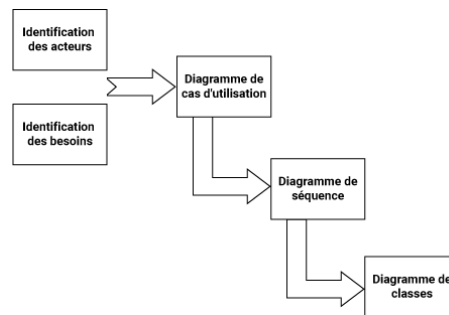 Identification
des acteurs
Identification
des besoins
Diagramme de
cas d'utilisation
Diagramme de
séquence
Diagramme de
classes